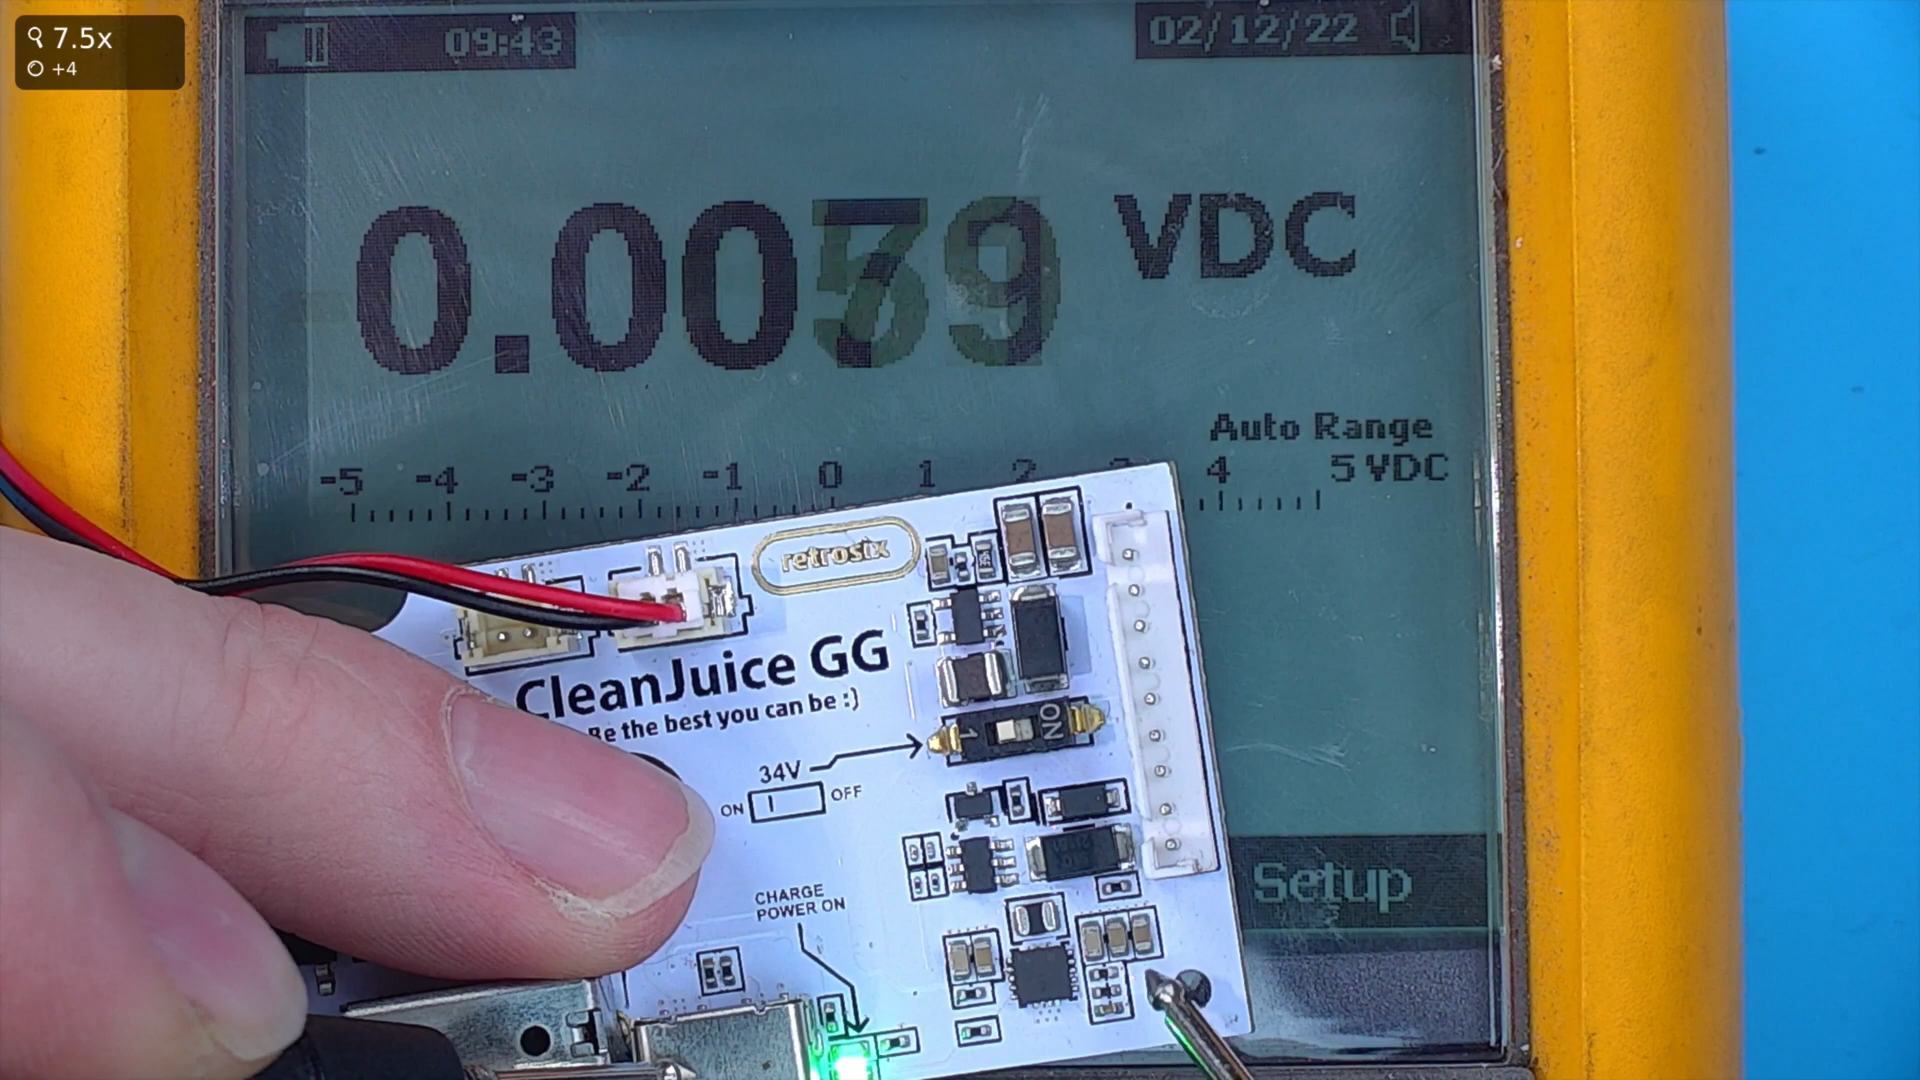 7.5x
+4
09:43
02/12/22
VDC
Auto Range
-5 -4 -3 -2 -1 0 1 2 4 5 VDC
retrosix
CleanJuice GG
Be the best you can be :)
1 ON
34V
ON OFF
CHARGE
POWER ON
Setup